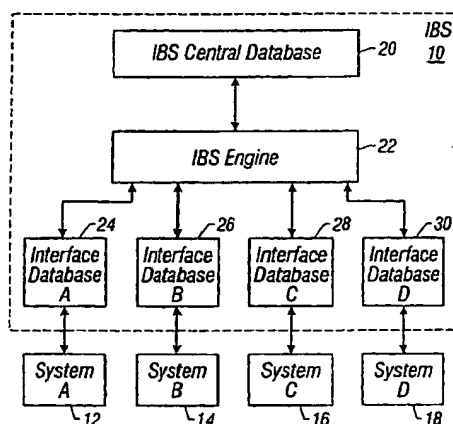 IBS
10
IBS Central Database
20
IBS Engine
22
24
26
28
30
Interface
Database
A
Interface
Database
B
Interface
Database
C
Interface
Database
D
System
A
System
B
System
C
System
D
12
14
16
18